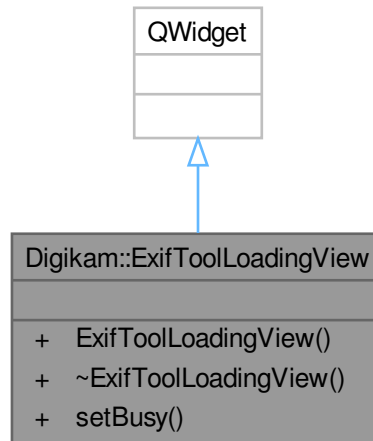 QWidget
Digikam::ExifToolLoadingView
+ ExifToolLoadingView()
+ ~ExifToolLoadingView()
+ setBusy()